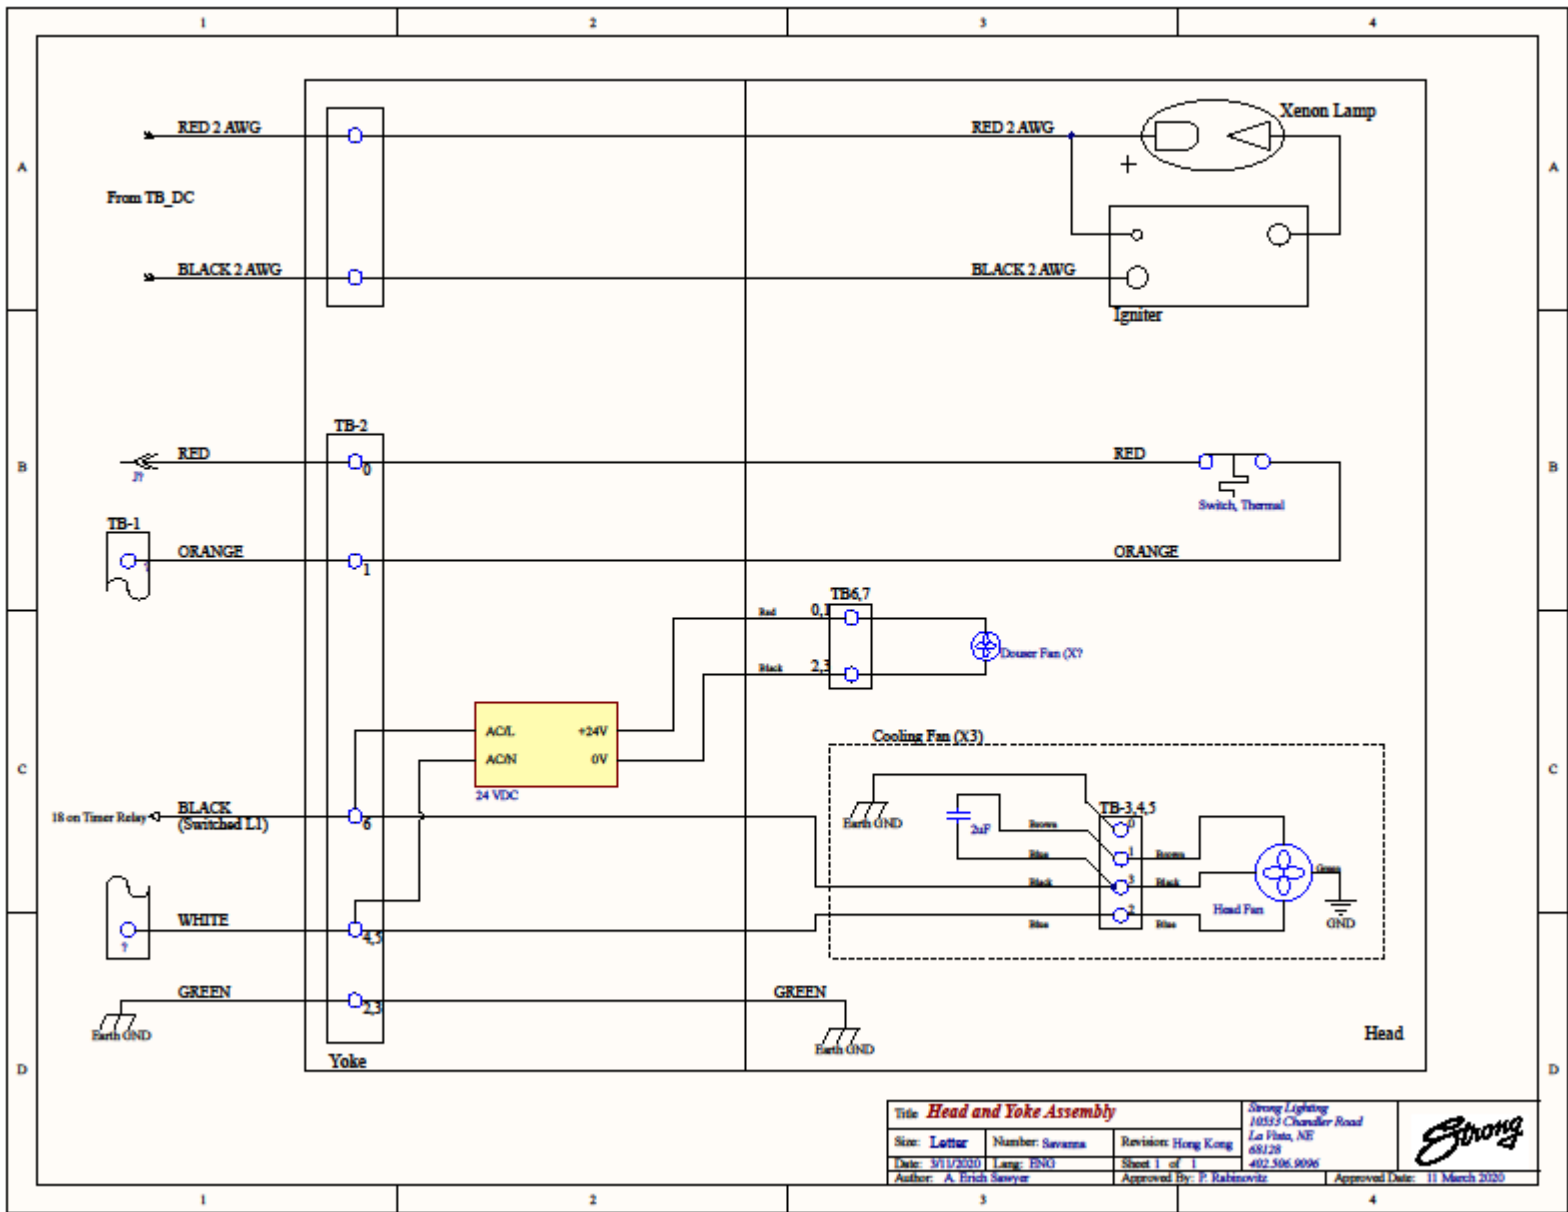 1 2 3 4
A A
B B
C C
D D
RED 2 AWG
RED 2 AWG
Xenon Lamp
+
From TB_DC
BLACK 2 AWG
BLACK 2 AWG
Igniter
TB-2
RED
0
RED
J?
Switch, Thermal
TB-1
ORANGE
1
ORANGE
?
TB6,7
Red 0,1
Douser Fan (X?
Black 2,3
AC/L +24V
AC/N 0V
24 VDC
Cooling Fan (X3)
18 on Timer Relay
BLACK
(Switched L1)
6
Earth GND
2uF
TB-3,4,5
0
Brown 1 Brown
Blue
Black 3 Black
Green
Head Fan
Blue 2 Blue
GND
WHITE
?
4,5
GREEN
2,3
GREEN
Earth GND
Earth GND
Head
Yoke
Title Head and Yoke Assembly
Size: Letter Number: Savanna Revision: Hong Kong
Date: 3/11/2020 Lang: ENG Sheet 1 of 1
Author: A. Erich Sawyer Approved By: P. Rabinovitz Approved Date: 11 March 2020
Strong Lighting
10533 Chandler Road
La Vista, NE
68128
402.506.9096
Strong
1 2 3 4